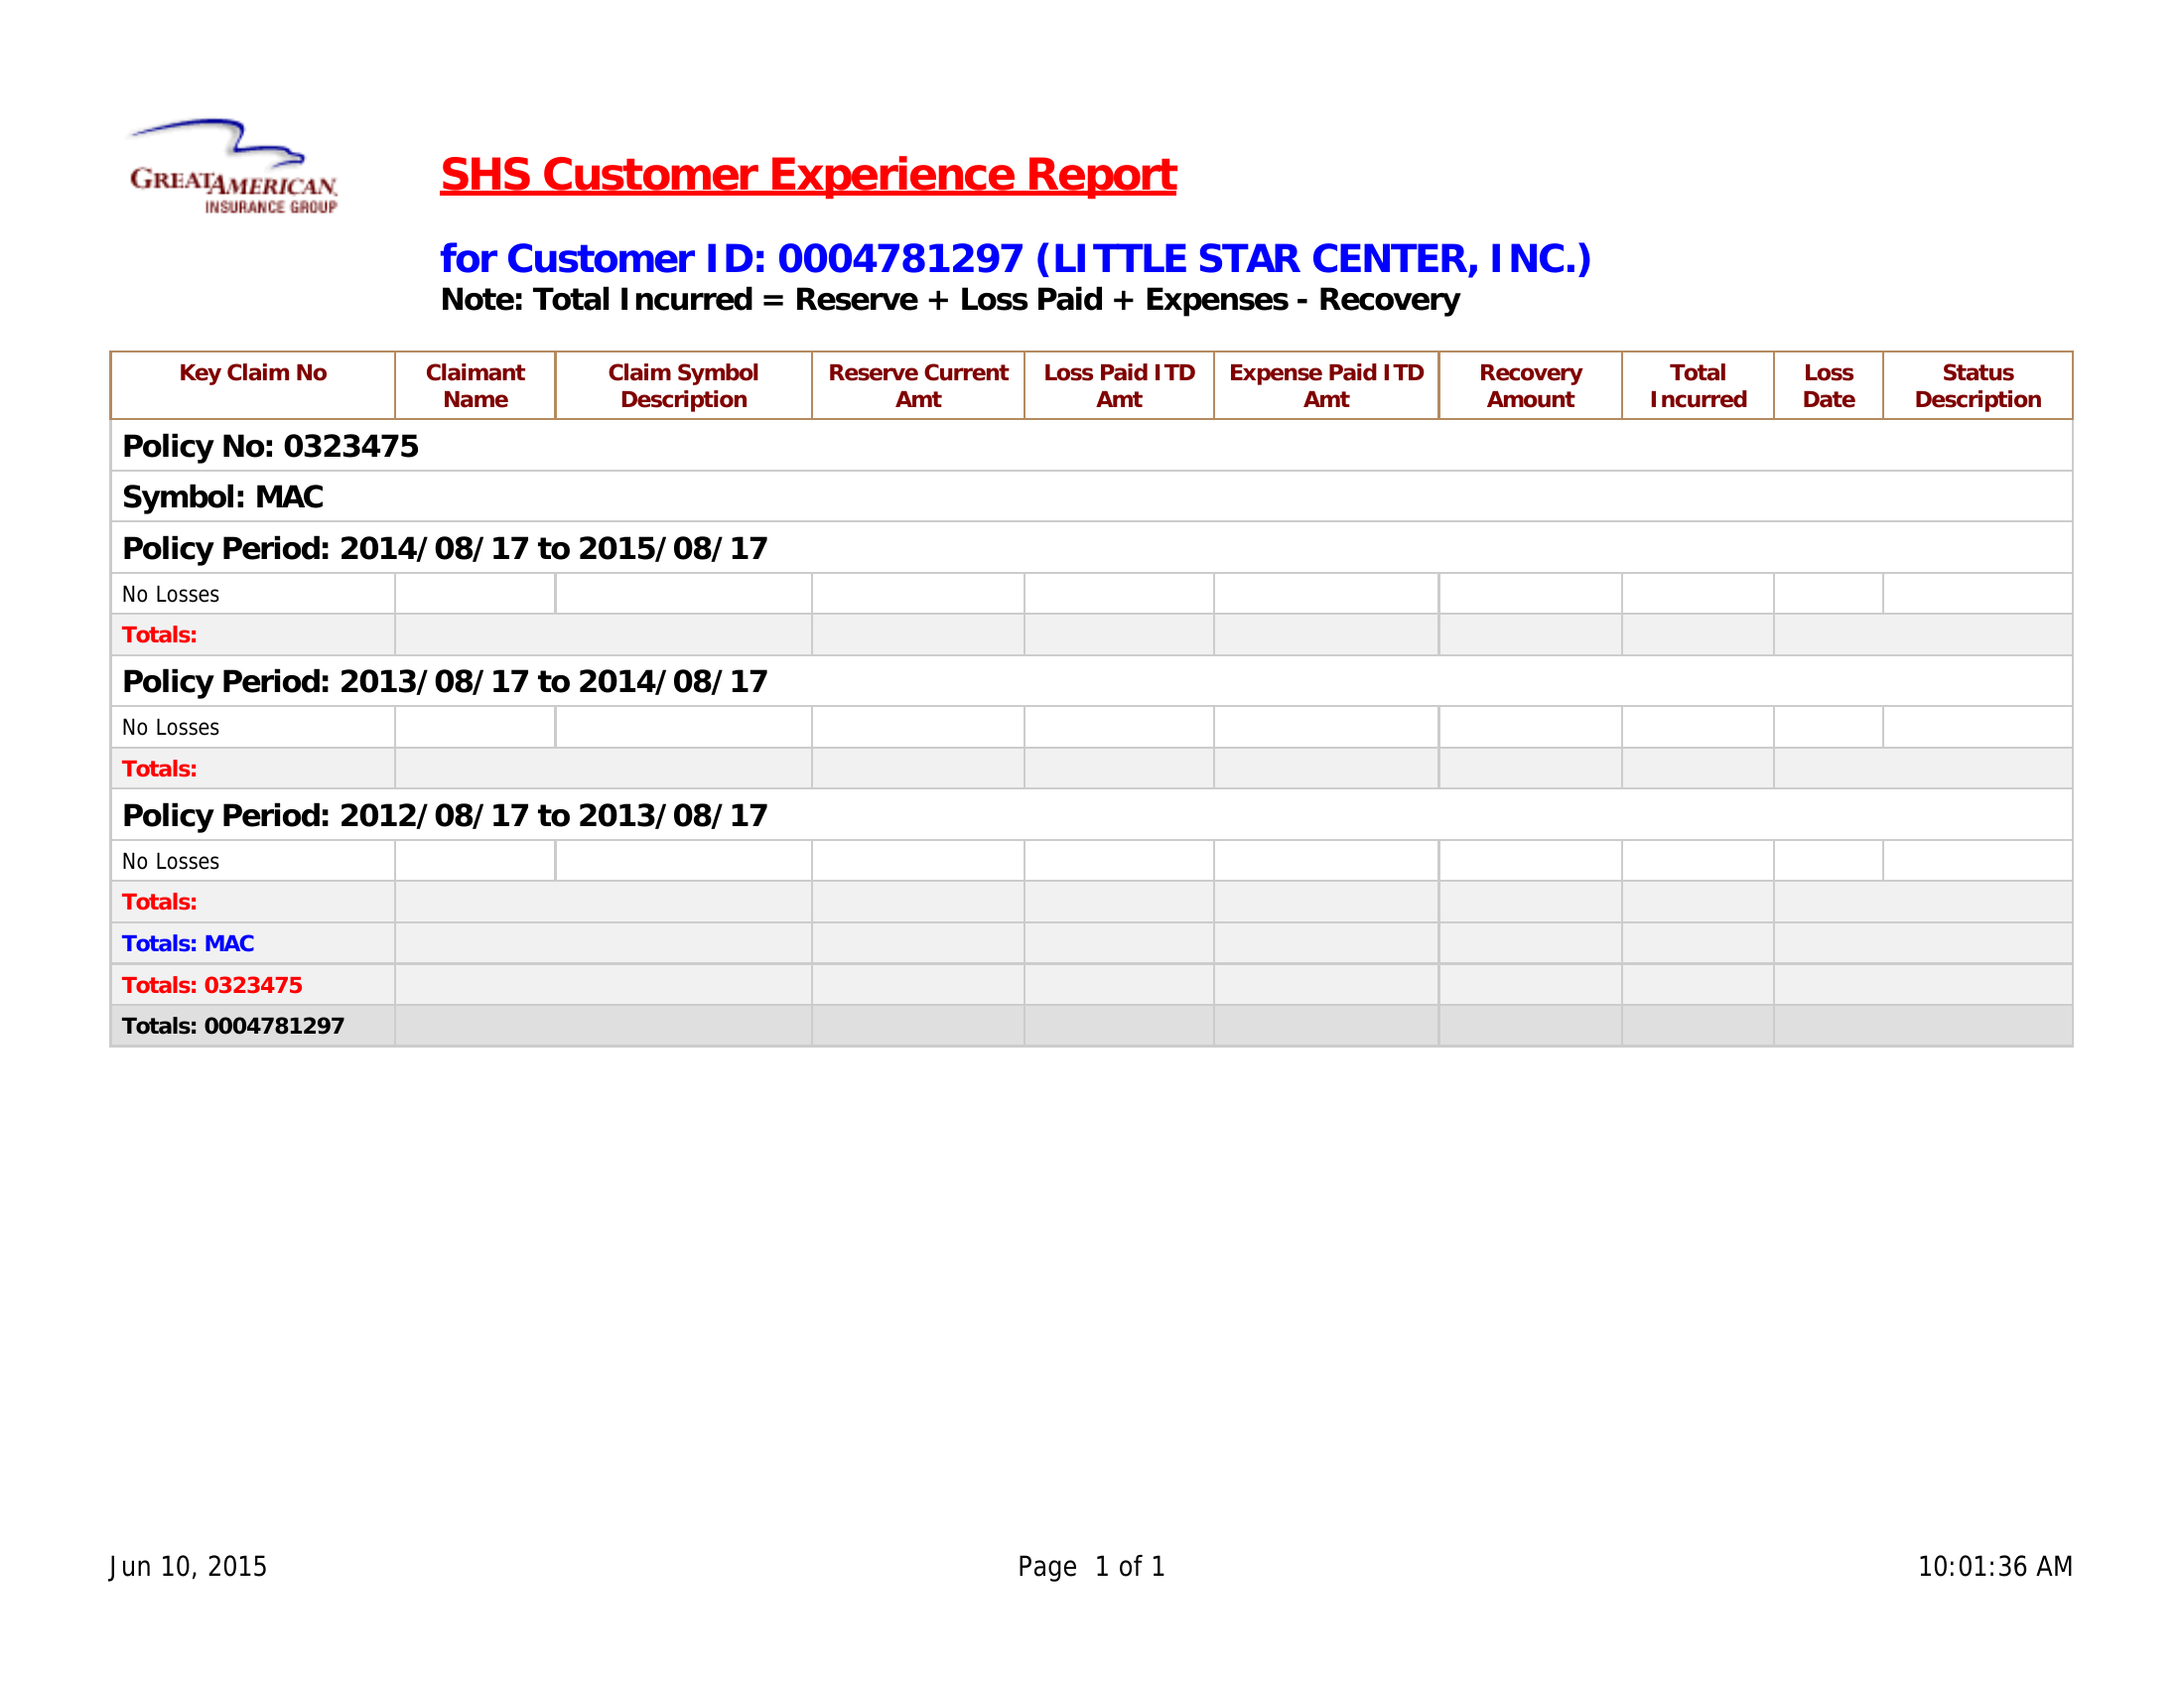 GREATAMERICAN
INSURANCE GROUP
SHS Customer Experience Report
for Customer ID: 0004781297 (LITTLE STAR CENTER, INC.)
Note: Total Incurred = Reserve + Loss Paid + Expenses - Recovery
Key Claim No Claimant Name Claim Symbol Description Reserve Current Amt Loss Paid ITD Amt Expense Paid ITD Amt Recovery Amount Total Incurred Loss Date Status Description
Policy No: 0323475
Symbol: MAC
Policy Period: 2014/08/17 to 2015/08/17
No Losses
Totals:
Policy Period: 2013/08/17 to 2014/08/17
No Losses
Totals:
Policy Period: 2012/08/17 to 2013/08/17
No Losses
Totals:
Totals: MAC
Totals: 0323475
Totals: 0004781297
Jun 10, 2015 Page 1 of 1 10:01:36 AM